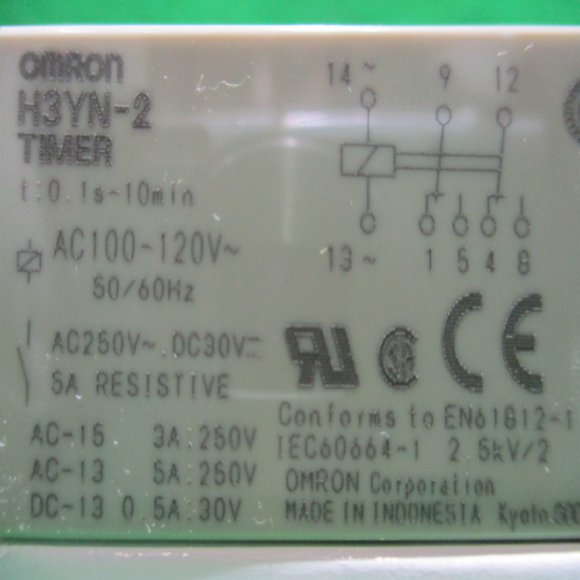 OMRON
H3YN-2
TIMER
t:0.1s-10min
AC100-120V~
50/60Hz
AC250V~.DC30V⎓
5A RESISTIVE
AC-15 3A:250V
AC-13 5A:250V
DC-13 0.5A:30V
14~ 9 12
13~ 1 5 4 8
Conforms to EN61812-1
IEC60664-1 2.5kV/2
OMRON Corporation
MADE IN INDONESIA Kyoto